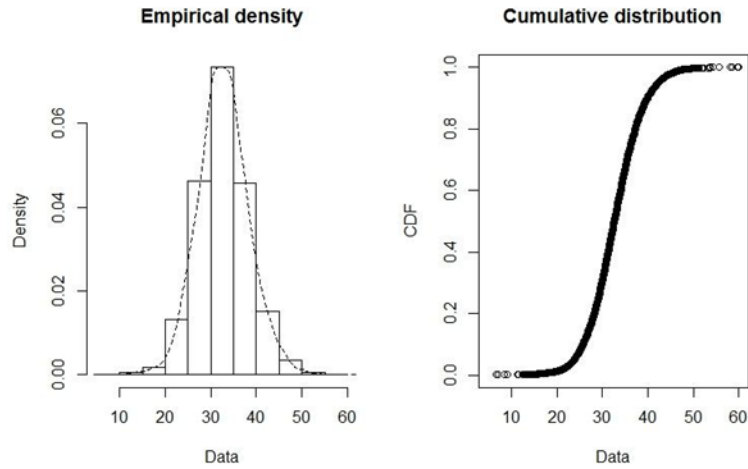 Empirical density
Density
0.00
0.02
0.04
0.06
10 20 30 40 50 60
Data
Cumulative distribution
CDF
0.0
0.2
0.4
0.6
0.8
1.0
10 20 30 40 50 60
Data